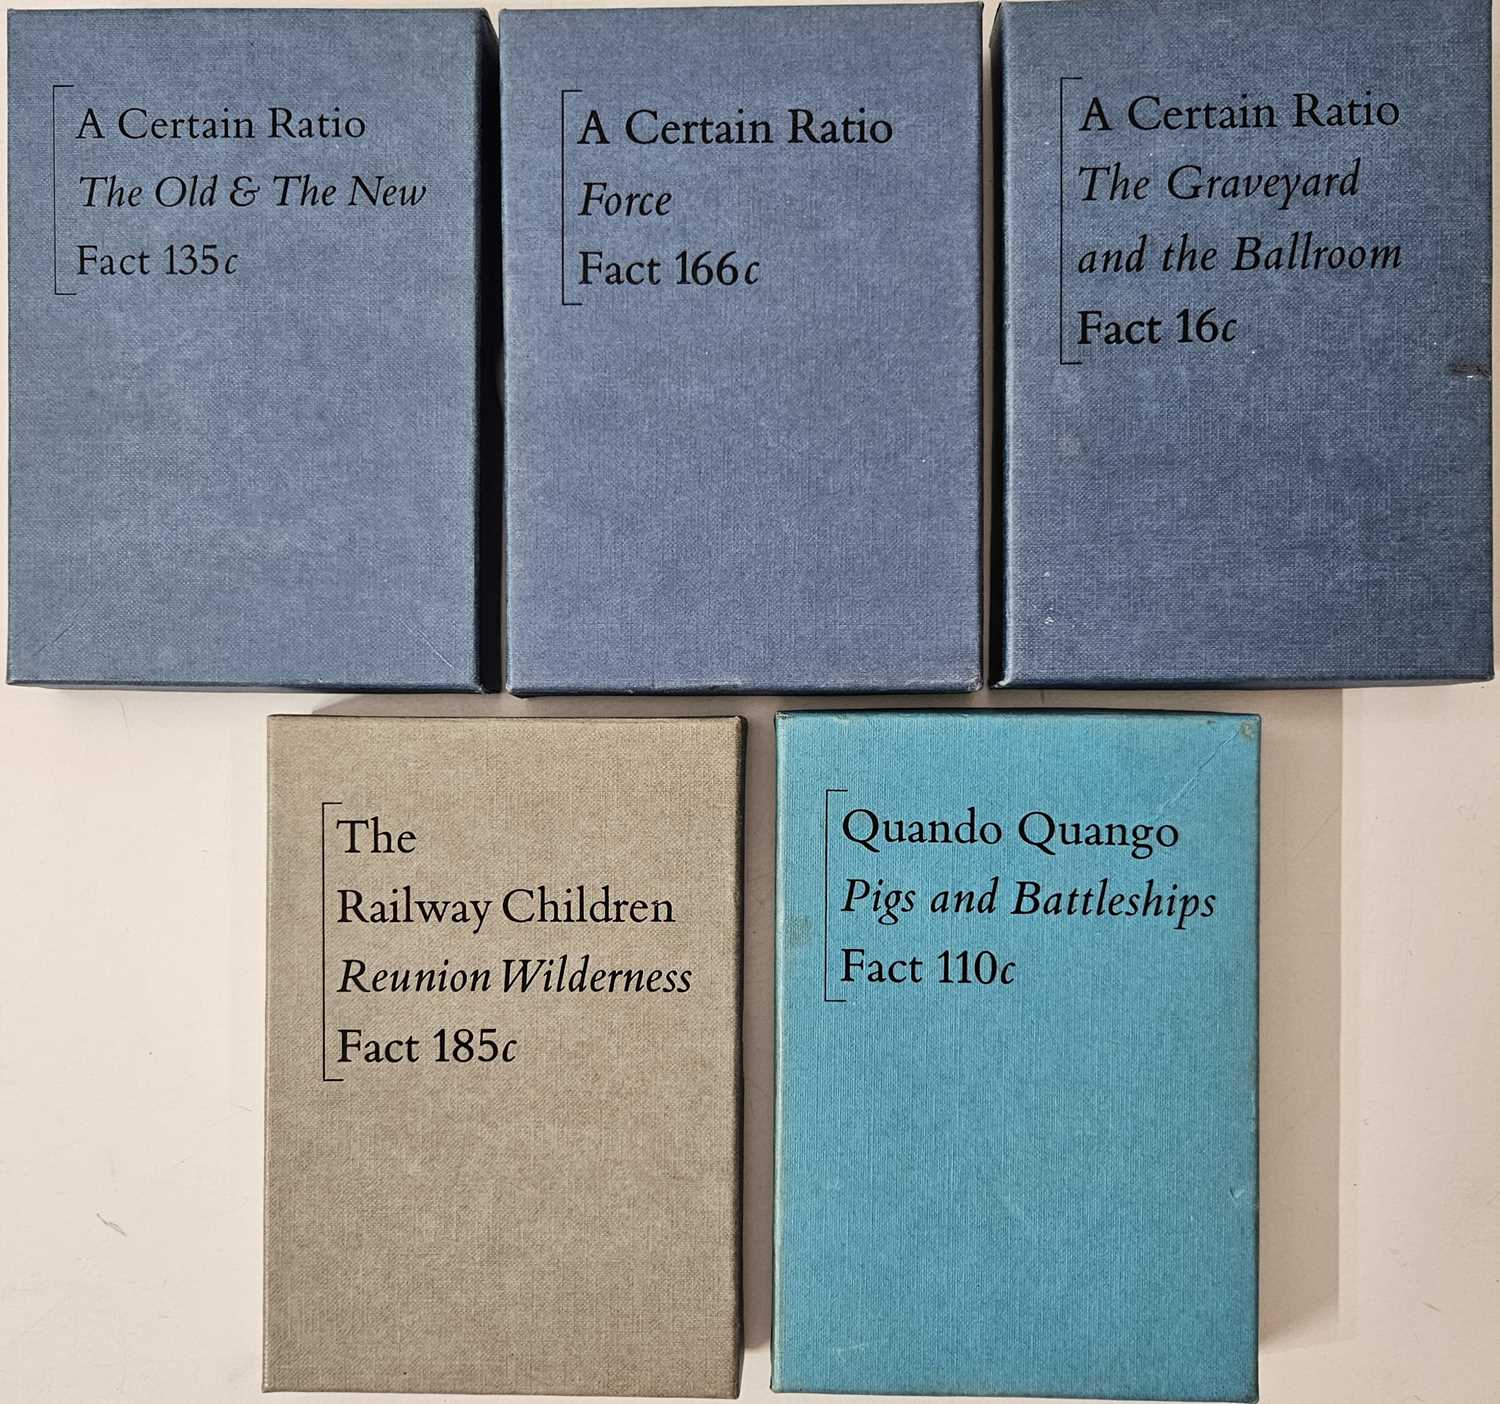 A Certain Ratio
The Old & The New
Fact 135c
A Certain Ratio
Force
Fact 166c
A Certain Ratio
The Graveyard
and the Ballroom
Fact 16c
The
Railway Children
Reunion Wilderness
Fact 185c
Quando Quango
Pigs and Battleships
Fact 110c